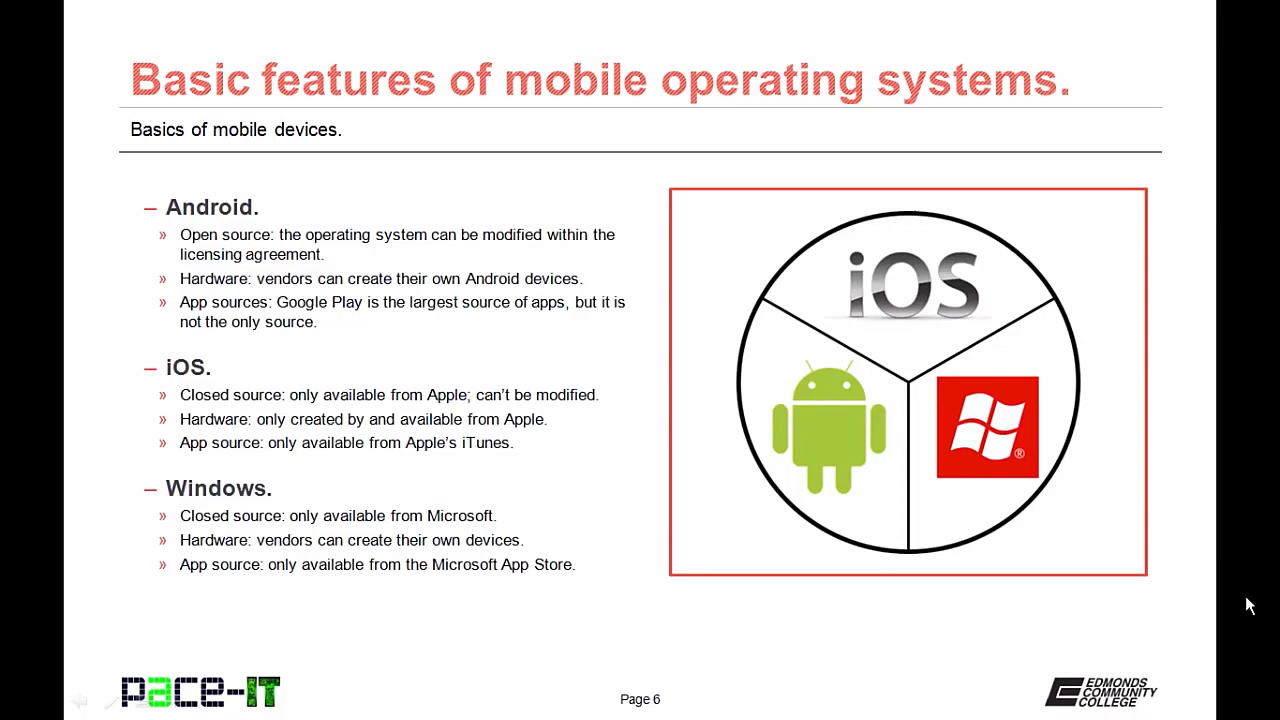 Basic features of mobile operating systems.
Basics of mobile devices.
– Android.
» Open source: the operating system can be modified within the
licensing agreement.
» Hardware: vendors can create their own Android devices.
» App sources: Google Play is the largest source of apps, but it is
not the only source.
– iOS.
» Closed source: only available from Apple; can’t be modified.
» Hardware: only created by and available from Apple.
» App source: only available from Apple’s iTunes.
– Windows.
» Closed source: only available from Microsoft.
» Hardware: vendors can create their own devices.
» App source: only available from the Microsoft App Store.
iOS
®
pace-IT
Page 6
EDMONDS
COMMUNITY
COLLEGE